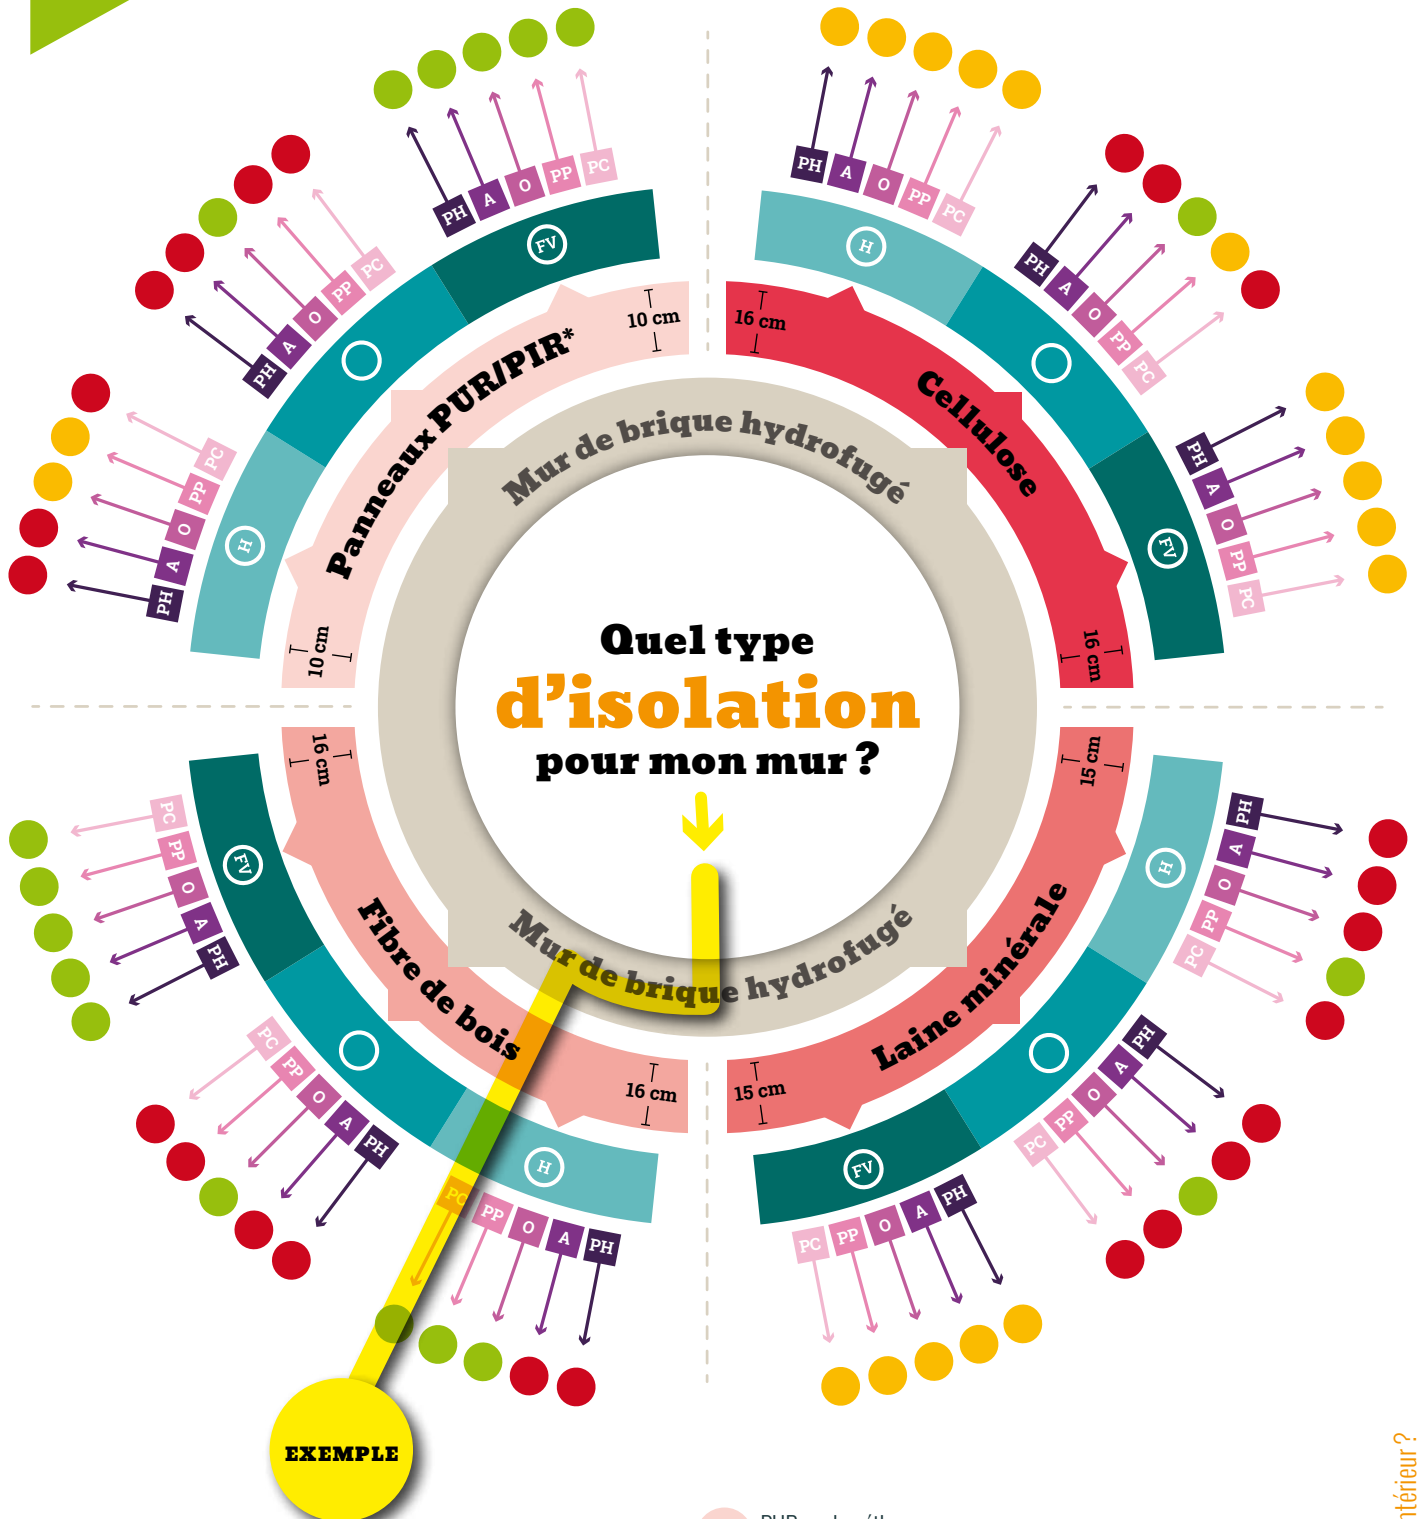 Quel type
d'isolation
pour mon mur ?
Mur de brique hydrofugé
Mur de brique hydrofugé
Panneaux PUR/PIR*
10 cm
10 cm
H
PH
A
O
PP
PC
PH
A
O
PP
PC
FV
PH
A
O
PP
PC
Cellulose
16 cm
16 cm
H
PH
A
O
PP
PC
PH
A
O
PP
PC
FV
PH
A
O
PP
PC
Laine minérale
15 cm
15 cm
H
PH
A
O
PP
PC
PH
A
O
PP
PC
FV
PH
A
O
PP
PC
Fibre de bois
16 cm
16 cm
H
PH
A
O
PP
PC
PH
A
O
PP
PC
FV
PH
A
O
PP
PC
EXEMPLE
ntérieur ?